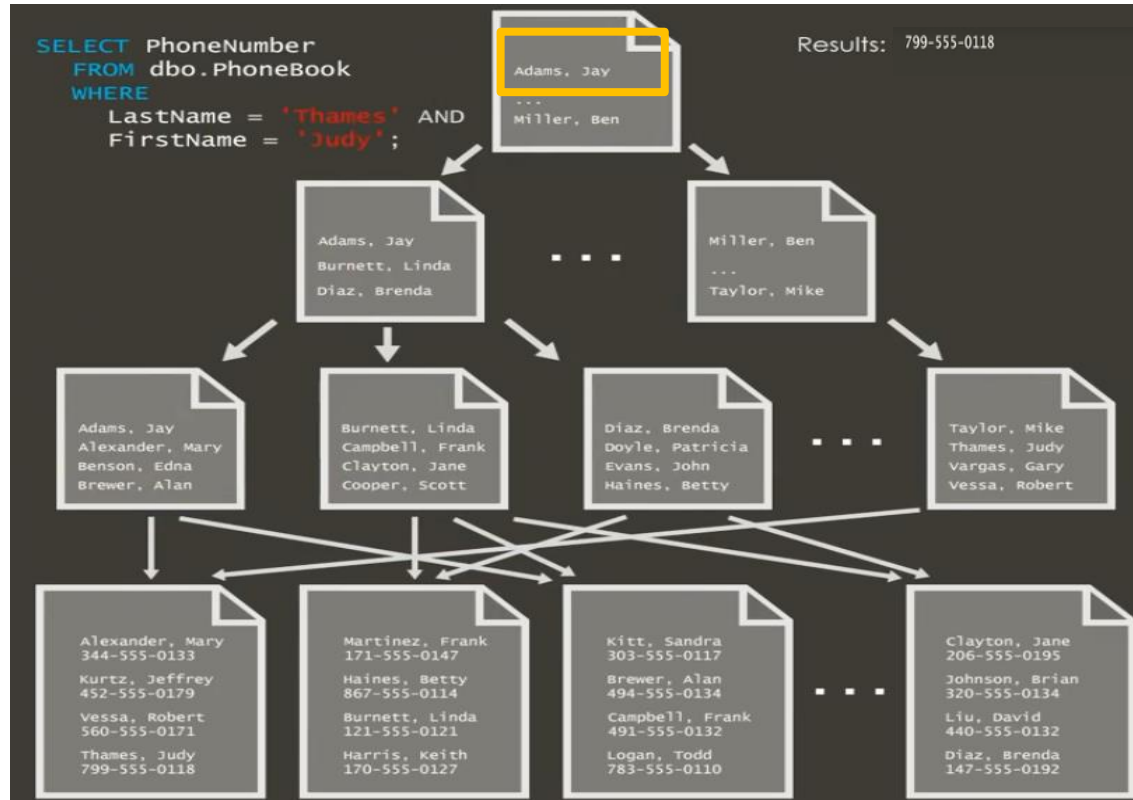 SELECT PhoneNumber
FROM dbo.PhoneBook
WHERE
LastName = 'Thames' AND
FirstName = 'Judy';
Results: 799-555-0118
Adams, Jay
...
Miller, Ben
Adams, Jay
Burnett, Linda
Diaz, Brenda
...
Miller, Ben
...
Taylor, Mike
Adams, Jay
Alexander, Mary
Benson, Edna
Brewer, Alan
Burnett, Linda
Campbell, Frank
Clayton, Jane
Cooper, Scott
Diaz, Brenda
Doyle, Patricia
Evans, John
Haines, Betty
...
Taylor, Mike
Thames, Judy
Vargas, Gary
Vessa, Robert
Alexander, Mary
344-555-0133
Kurtz, Jeffrey
452-555-0179
Vessa, Robert
560-555-0171
Thames, Judy
799-555-0118
Martinez, Frank
171-555-0147
Haines, Betty
867-555-0114
Burnett, Linda
121-555-0121
Harris, Keith
170-555-0127
Kitt, Sandra
303-555-0117
Brewer, Alan
494-555-0134
Campbell, Frank
491-555-0132
Logan, Todd
783-555-0110
...
Clayton, Jane
206-555-0195
Johnson, Brian
320-555-0134
Liu, David
440-555-0132
Diaz, Brenda
147-555-0192